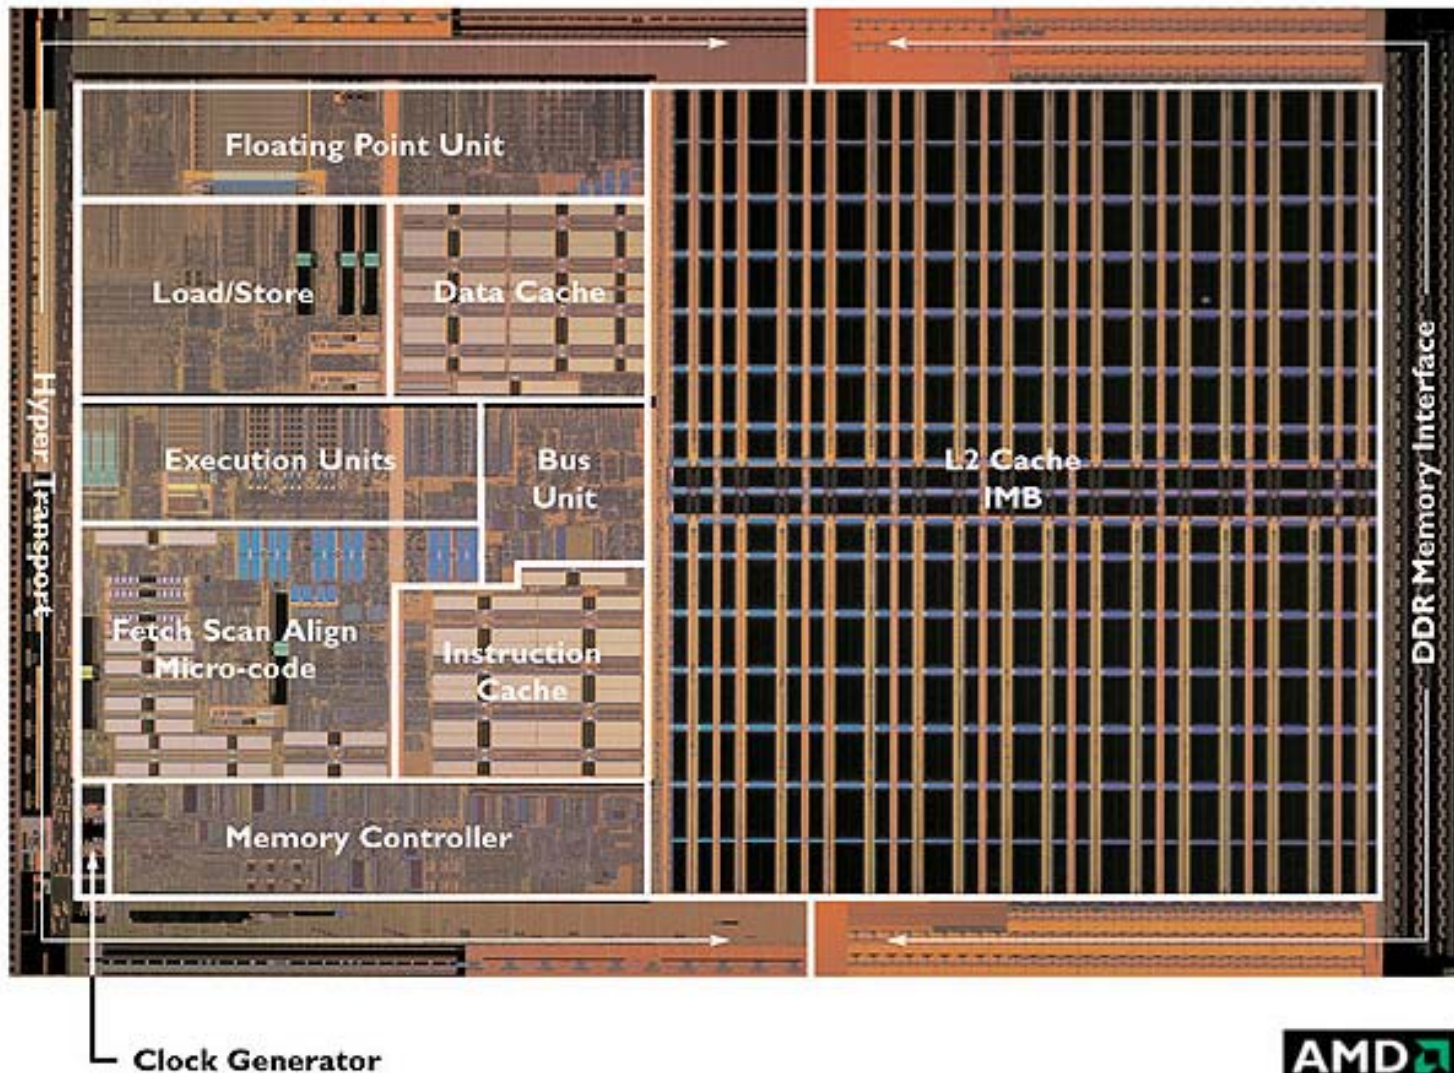 Floating Point Unit
Load/Store
Data Cache
Hyper Transport
Execution Units
Bus
Unit
L2 Cache
IMB
DDR Memory Interface
Fetch Scan Align
Micro-code
Instruction
Cache
Memory Controller
Clock Generator
AMD